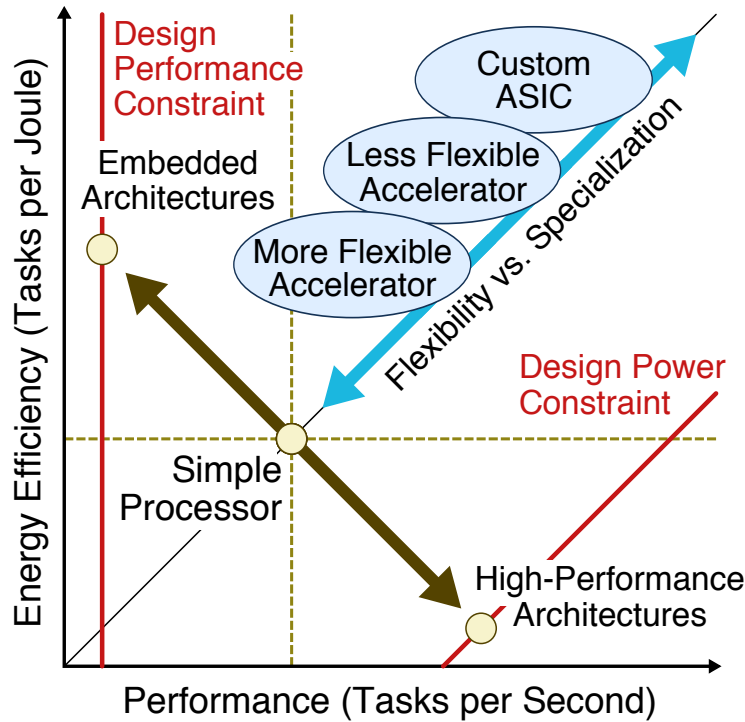 Design
Performance
Constraint
Custom
ASIC
Embedded
Architectures
Less Flexible
Accelerator
More Flexible
Accelerator
Flexibility vs. Specialization
Design Power
Constraint
Simple
Processor
High-Performance
Architectures
Energy Efficiency (Tasks per Joule)
Performance (Tasks per Second)